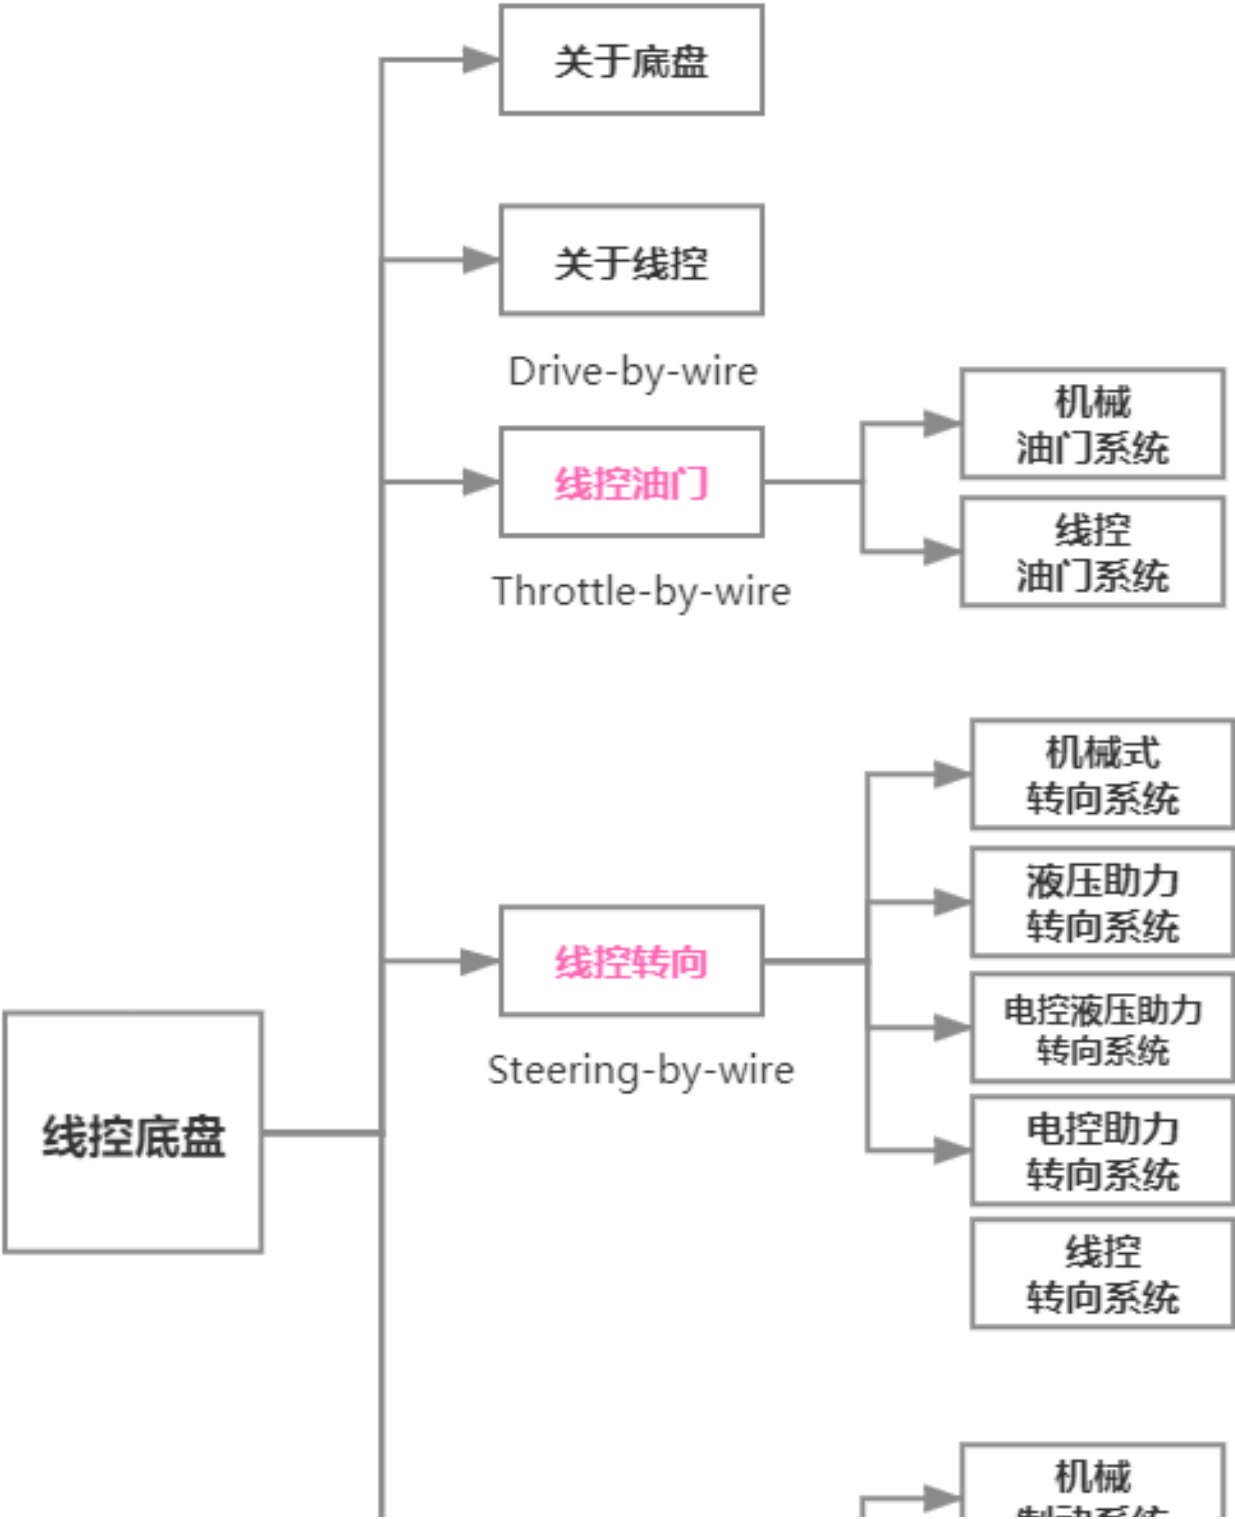 关于底盘
关于线控
Drive-by-wire
线控油门
Throttle-by-wire
机械
油门系统
线控
油门系统
线控转向
Steering-by-wire
机械式
转向系统
液压助力
转向系统
电控液压助力
转向系统
电控助力
转向系统
线控
转向系统
线控底盘
机械
制动系统